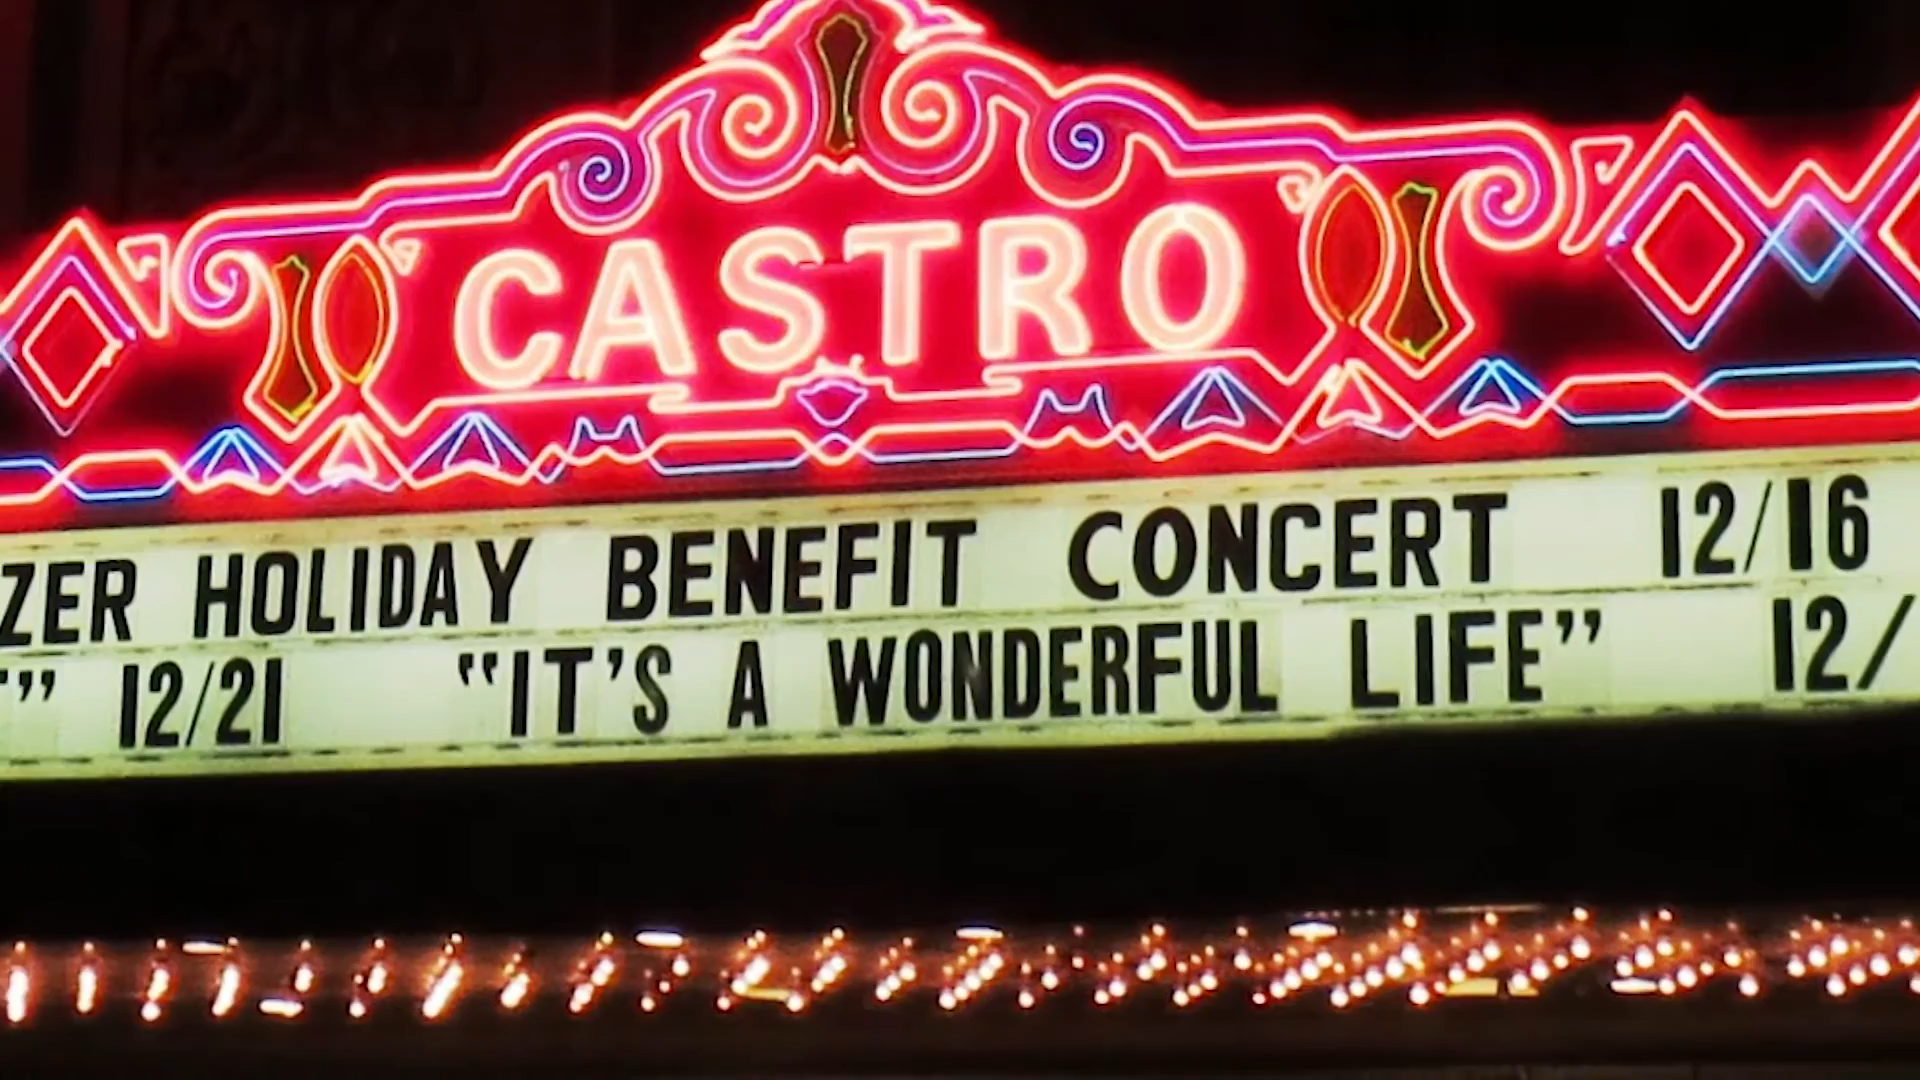 CASTRO
ZER HOLIDAY BENEFIT CONCERT 12/16
" 12/21 "IT'S A WONDERFUL LIFE" 12/